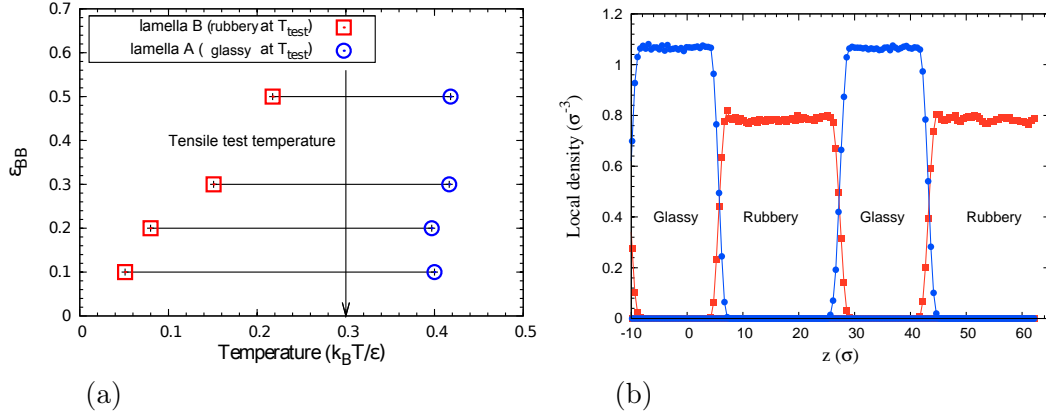 (a)
lamella B (rubbery at T_test)
lamella A ( glassy at T_test)
Tensile test temperature
ε_BB
0.7
0.6
0.5
0.4
0.3
0.2
0.1
0
0 0.1 0.2 0.3 0.4 0.5
Temperature (k_BT/ε)
(a)
(b)
1.2
1
0.8
0.6
0.4
0.2
0
Local density (σ^-3)
Glassy Rubbery Glassy Rubbery
-10 0 10 20 30 40 50 60
z (σ)
(b)